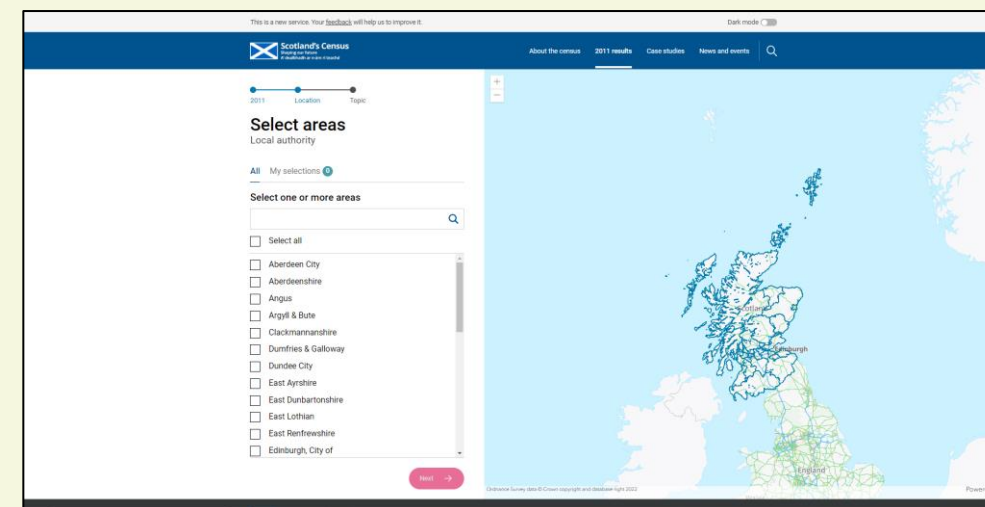 This is a new service. Your feedback will help us to improve it.
Dark mode
Scotland's Census
Shaping our future
About the census
2011 results
Case studies
News and events
2011
Location
Topic
Select areas
Local authority
All
My selections 0
Select one or more areas
Select all
Aberdeen City
Aberdeenshire
Angus
Argyll & Bute
Clackmannanshire
Dumfries & Galloway
Dundee City
East Ayrshire
East Dunbartonshire
East Lothian
East Renfrewshire
Edinburgh, City of
Next
+
−
Scotland
Edinburgh
England
Ordnance Survey data © Crown copyright and database right 2022
Power